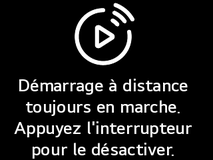 Démarrage à distance
toujours en marche.
Appuyez l'interrupteur
pour le désactiver.